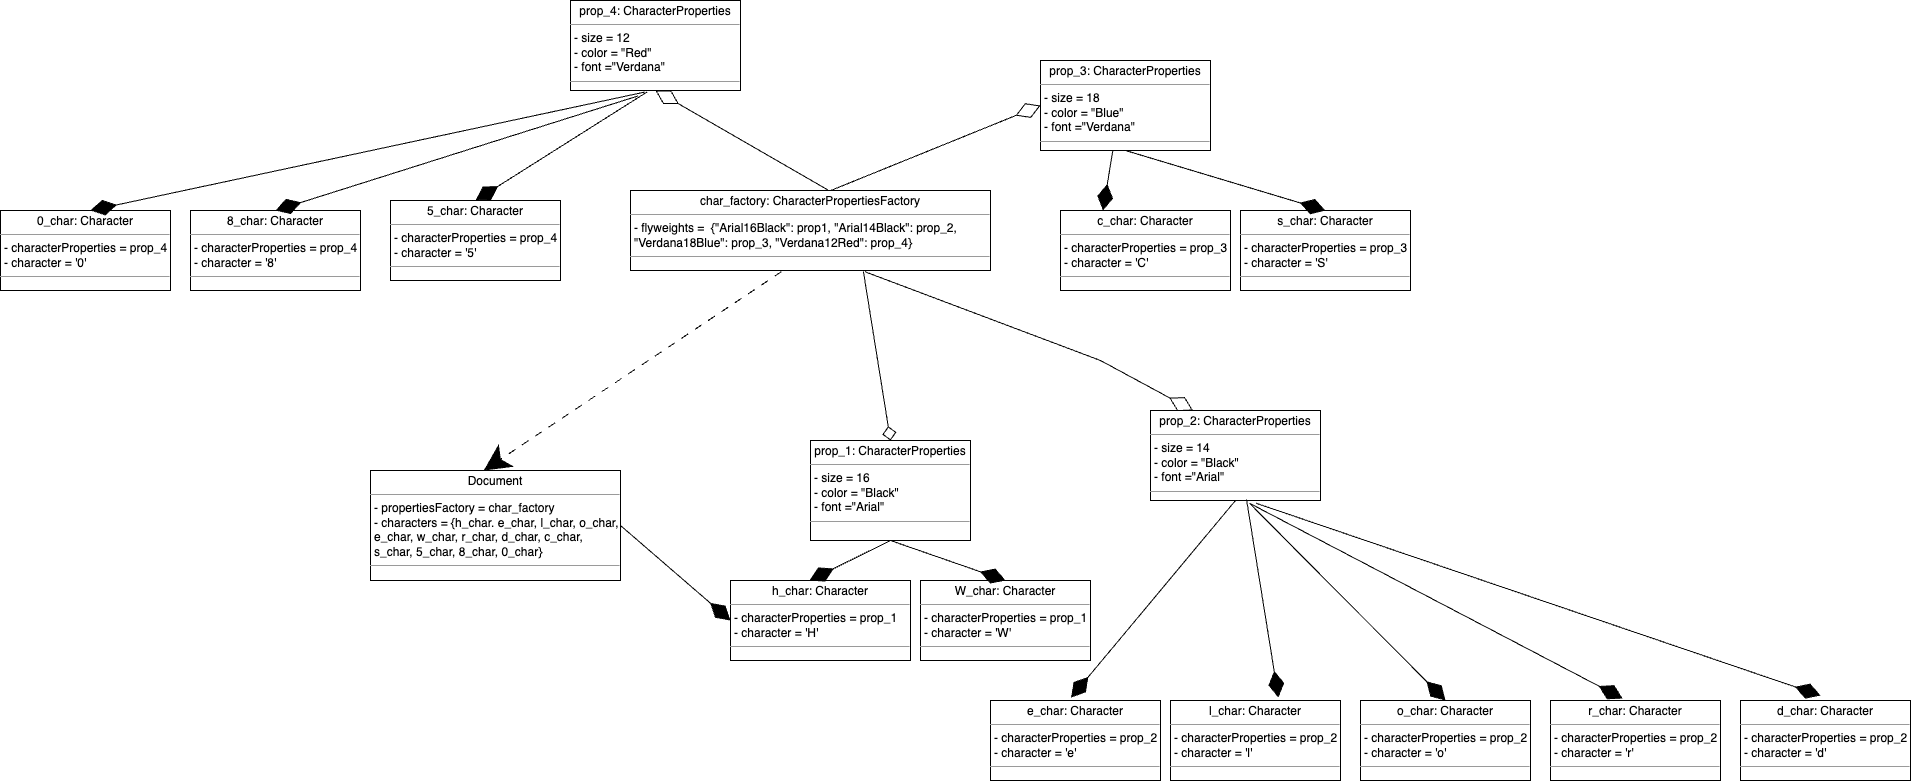 prop_4: CharacterProperties
- size = 12
- color = "Red"
- font ="Verdana"
prop_3: CharacterProperties
- size = 18
- color = "Blue"
- font ="Verdana"
0_char: Character
- characterProperties = prop_4
- character = '0'
8_char: Character
- characterProperties = prop_4
- character = '8'
5_char: Character
- characterProperties = prop_4
- character = '5'
char_factory: CharacterPropertiesFactory
- flyweights =  {"Arial16Black": prop1, "Arial14Black": prop_2,
"Verdana18Blue": prop_3, "Verdana12Red": prop_4}
c_char: Character
- characterProperties = prop_3
- character = 'C'
s_char: Character
- characterProperties = prop_3
- character = 'S'
Document
- propertiesFactory = char_factory
- characters = {h_char. e_char, l_char, o_char,
e_char, w_char, r_char, d_char, c_char,
s_char, 5_char, 8_char, 0_char}
prop_1: CharacterProperties
- size = 16
- color = "Black"
- font ="Arial"
prop_2: CharacterProperties
- size = 14
- color = "Black"
- font ="Arial"
h_char: Character
- characterProperties = prop_1
- character = 'H'
W_char: Character
- characterProperties = prop_1
- character = 'W'
e_char: Character
- characterProperties = prop_2
- character = 'e'
l_char: Character
- characterProperties = prop_2
- character = 'l'
o_char: Character
- characterProperties = prop_2
- character = 'o'
r_char: Character
- characterProperties = prop_2
- character = 'r'
d_char: Character
- characterProperties = prop_2
- character = 'd'